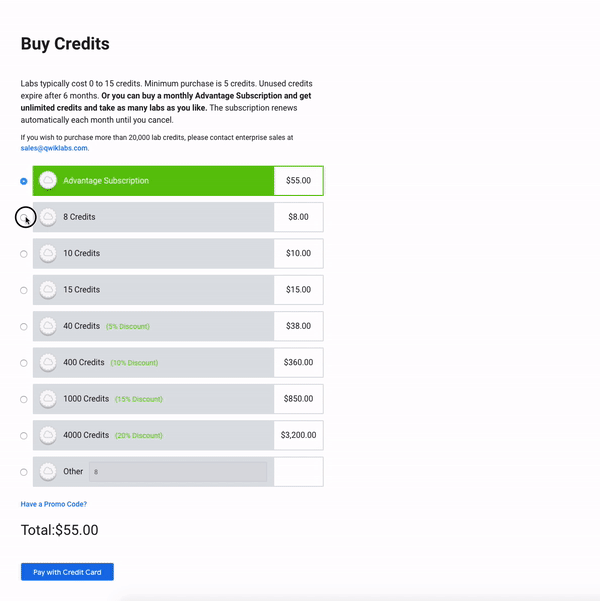 Buy Credits
Labs typically cost 0 to 15 credits. Minimum purchase is 5 credits. Unused credits
expire after 6 months. Or you can buy a monthly Advantage Subscription and get
unlimited credits and take as many labs as you like. The subscription renews
automatically each month until you cancel.
If you wish to purchase more than 20,000 lab credits, please contact enterprise sales at
sales@qwiklabs.com.
Advantage Subscription $55.00
8 Credits $8.00
10 Credits $10.00
15 Credits $15.00
40 Credits (5% Discount) $38.00
400 Credits (10% Discount) $360.00
1000 Credits (15% Discount) $850.00
4000 Credits (20% Discount) $3,200.00
Other 8
Have a Promo Code?
Total:$55.00
Pay with Credit Card